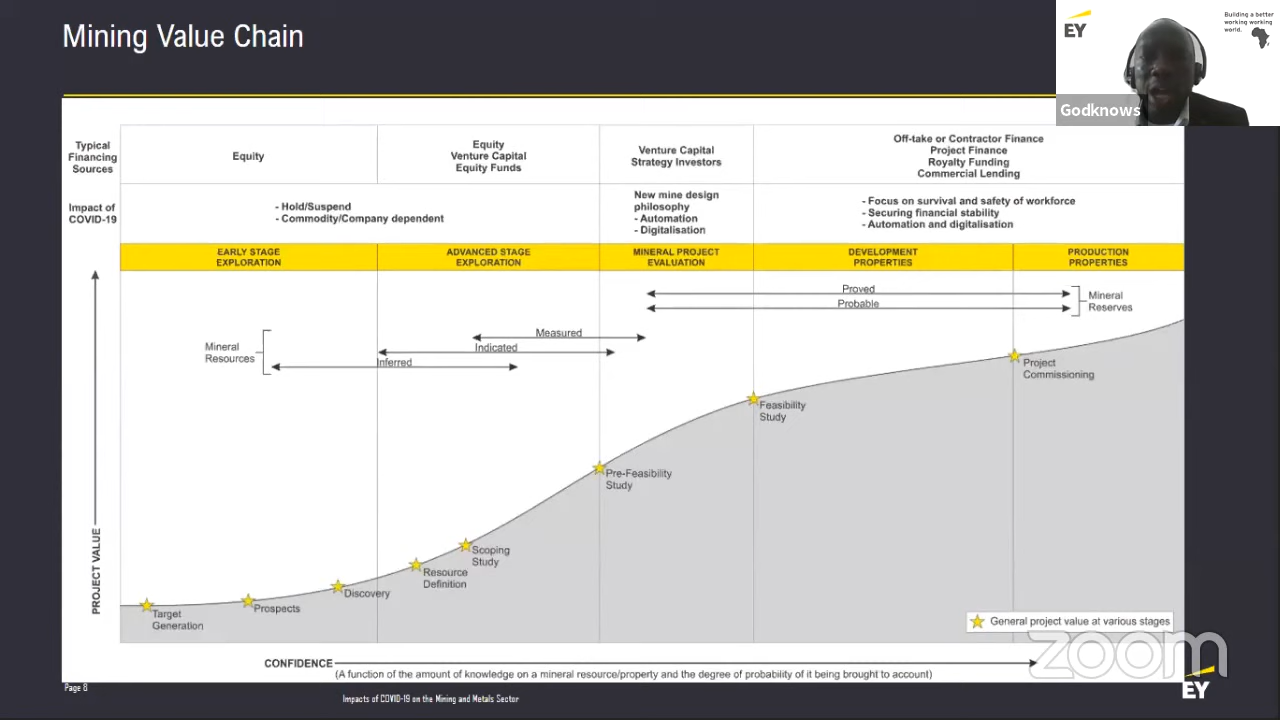 Mining Value Chain
EY
Building a better
working working
world.
Godknows
Typical
Financing
Sources
Equity
Equity
Venture Capital
Equity Funds
Venture Capital
Strategy Investors
Off-take or Contractor Finance
Project Finance
Royalty Funding
Commercial Lending
Impact of
COVID-19
- Hold/Suspend
- Commodity/Company dependent
New mine design
philosophy
- Automation
- Digitalisation
- Focus on survival and safety of workforce
- Securing financial stability
- Automation and digitalisation
EARLY STAGE
EXPLORATION
ADVANCED STAGE
EXPLORATION
MINERAL PROJECT
EVALUATION
DEVELOPMENT
PROPERTIES
PRODUCTION
PROPERTIES
Proved
Probable
Mineral
Reserves
Measured
Indicated
Inferred
Mineral
Resources
Project
Commissioning
Feasibility
Study
Pre-Feasibility
Study
Scoping
Study
Resource
Definition
Discovery
Prospects
Target
Generation
PROJECT VALUE
General project value at various stages
CONFIDENCE
(A function of the amount of knowledge on a mineral resource/property and the degree of probability of it being brought to account)
zoom
Page 8
Impacts of COVID-19 on the Mining and Metals Sector
EY